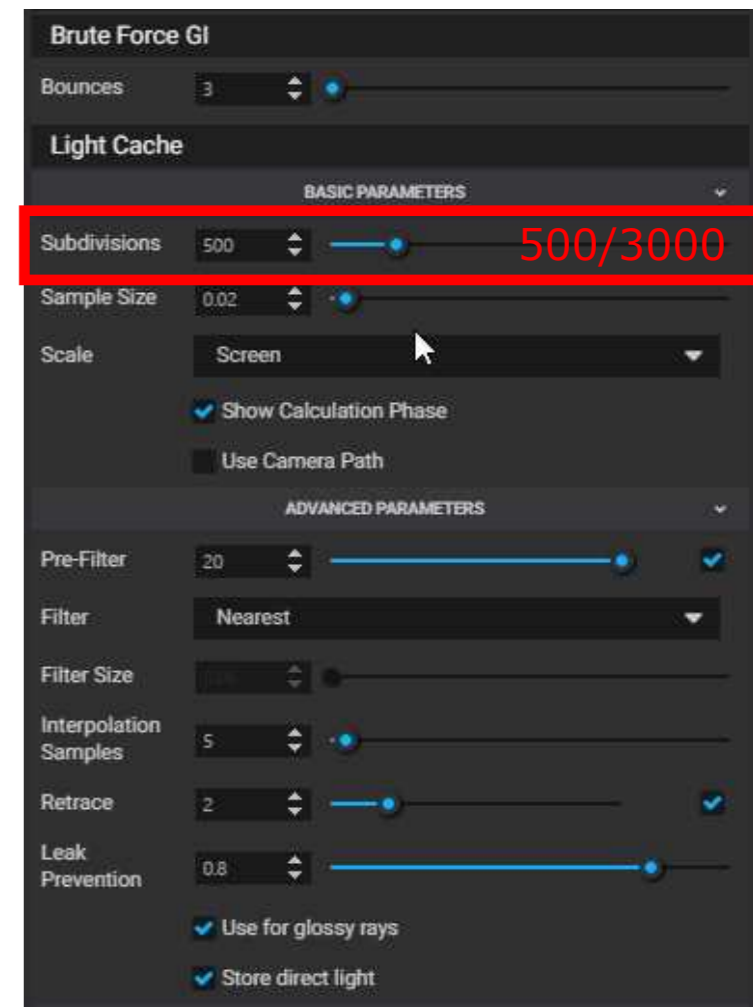 Brute Force GI
Bounces 3
Light Cache
BASIC PARAMETERS
Subdivisions 500 500/3000
Sample Size 0.02
Scale Screen
Show Calculation Phase
Use Camera Path
ADVANCED PARAMETERS
Pre-Filter 20
Filter Nearest
Filter Size
Interpolation
Samples 5
Retrace 2
Leak
Prevention 0.8
Use for glossy rays
Store direct light